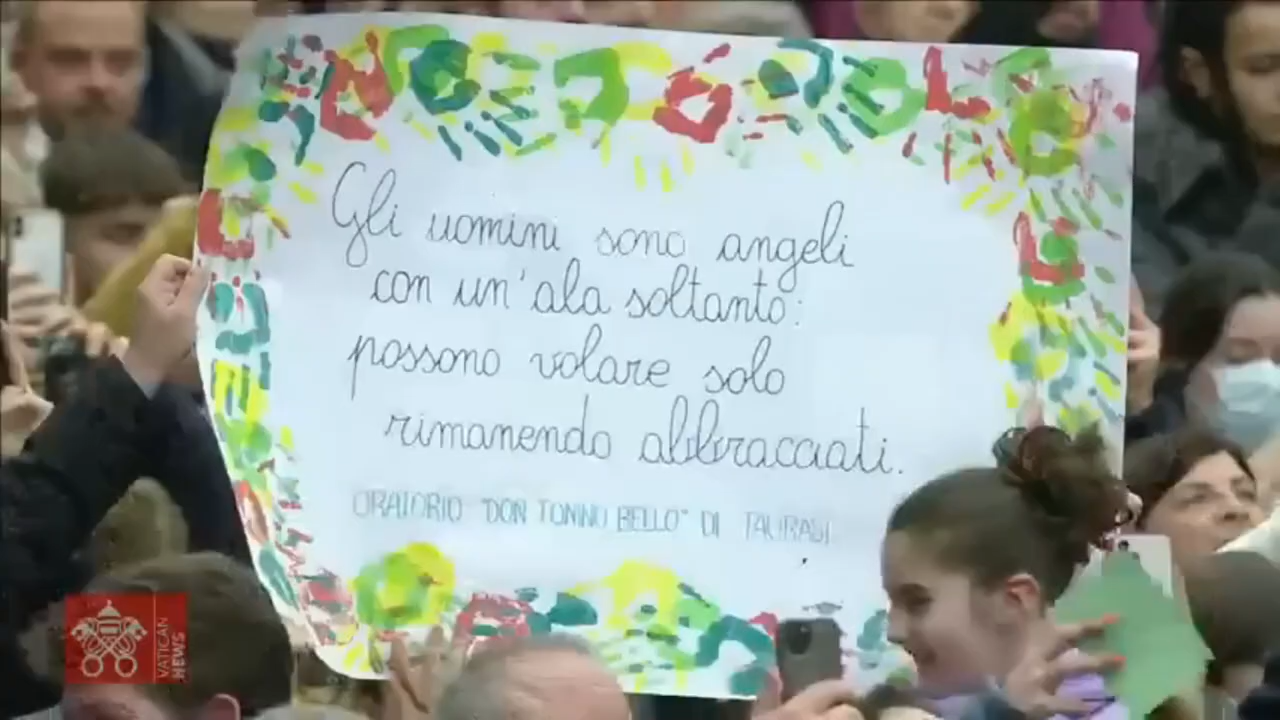 Gli uomini sono angeli
con un'ala soltanto:
possono volare solo
rimanendo abbracciati.
ORATORIO "DON TONINO BELLO" DI TAURASI
VATICAN
NEWS